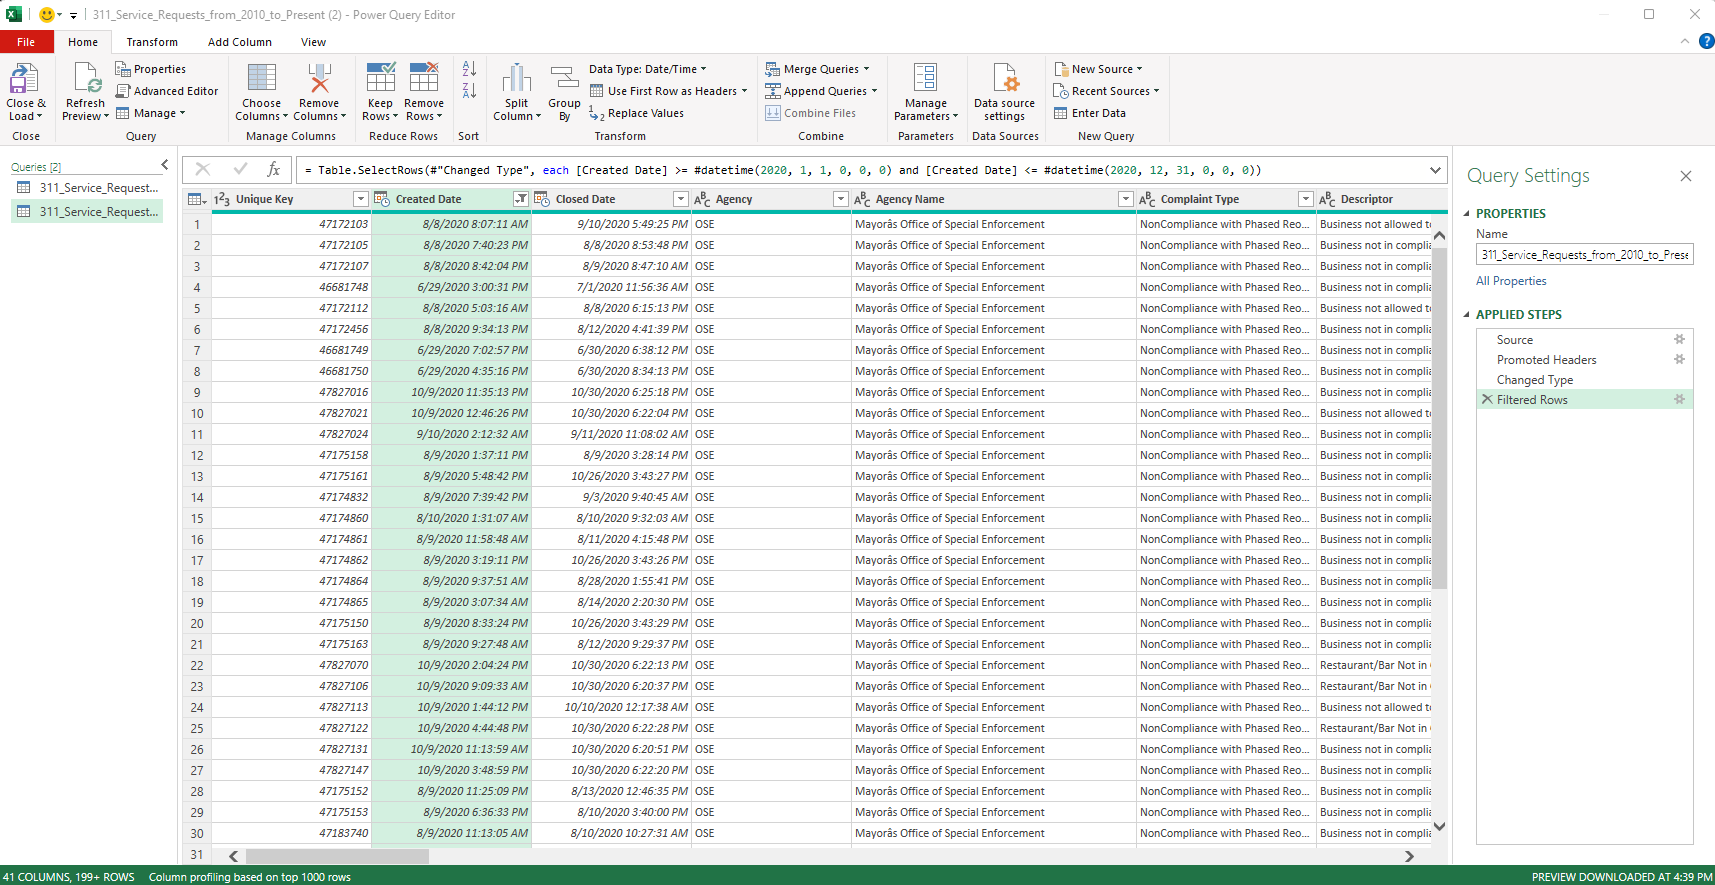 311_Service_Requests_from_2010_to_Present (2) - Power Query Editor
File Home Transform Add Column View
Close & Load
Refresh Preview
Properties
Advanced Editor
Manage
Choose Columns
Remove Columns
Keep Rows
Remove Rows
Split Column
Group By
Data Type: Date/Time
Use First Row as Headers
Replace Values
Merge Queries
Append Queries
Combine Files
Manage Parameters
Data source settings
New Source
Recent Sources
Enter Data
Close Query Manage Columns Reduce Rows Sort Transform Combine Parameters Data Sources New Query
Queries [2]
311_Service_Request...
311_Service_Request...
fx = Table.SelectRows(#"Changed Type", each [Created Date] >= #datetime(2020, 1, 1, 0, 0, 0) and [Created Date] <= #datetime(2020, 12, 31, 0, 0, 0))
123 Unique Key Created Date Closed Date ABC Agency ABC Agency Name ABC Complaint Type ABC Descriptor
1 47172103 8/8/2020 8:07:11 AM 9/10/2020 5:49:25 PM OSE Mayorâs Office of Special Enforcement NonCompliance with Phased Reo... Business not allowed to
2 47172105 8/8/2020 7:40:23 PM 8/8/2020 8:53:48 PM OSE Mayorâs Office of Special Enforcement NonCompliance with Phased Reo... Business not in complia
3 47172107 8/8/2020 8:42:04 PM 8/9/2020 8:47:10 AM OSE Mayorâs Office of Special Enforcement NonCompliance with Phased Reo... Business not in complia
4 46681748 6/29/2020 3:00:31 PM 7/1/2020 11:56:36 AM OSE Mayorâs Office of Special Enforcement NonCompliance with Phased Reo... Business not in complia
5 47172112 8/8/2020 5:03:16 AM 8/8/2020 6:15:13 PM OSE Mayorâs Office of Special Enforcement NonCompliance with Phased Reo... Business not allowed to
6 47172456 8/8/2020 9:34:13 PM 8/12/2020 4:41:39 PM OSE Mayorâs Office of Special Enforcement NonCompliance with Phased Reo... Business not in complia
7 46681749 6/29/2020 7:02:57 PM 6/30/2020 6:38:12 PM OSE Mayorâs Office of Special Enforcement NonCompliance with Phased Reo... Business not in complia
8 46681750 6/29/2020 4:35:16 PM 6/30/2020 8:34:13 PM OSE Mayorâs Office of Special Enforcement NonCompliance with Phased Reo... Business not in complia
9 47827016 10/9/2020 11:35:13 PM 10/30/2020 6:25:18 PM OSE Mayorâs Office of Special Enforcement NonCompliance with Phased Reo... Business not in complia
10 47827021 10/9/2020 12:46:26 PM 10/30/2020 6:22:04 PM OSE Mayorâs Office of Special Enforcement NonCompliance with Phased Reo... Business not allowed to
11 47827024 9/10/2020 2:12:32 AM 9/11/2020 11:08:02 AM OSE Mayorâs Office of Special Enforcement NonCompliance with Phased Reo... Business not in complia
12 47175158 8/9/2020 1:37:11 PM 8/9/2020 3:28:14 PM OSE Mayorâs Office of Special Enforcement NonCompliance with Phased Reo... Business not in complia
13 47175161 8/9/2020 5:48:42 PM 10/26/2020 3:43:27 PM OSE Mayorâs Office of Special Enforcement NonCompliance with Phased Reo... Business not in complia
14 47174832 8/9/2020 7:39:42 PM 9/3/2020 9:40:45 AM OSE Mayorâs Office of Special Enforcement NonCompliance with Phased Reo... Business not in complia
15 47174860 8/10/2020 1:31:07 AM 8/10/2020 9:32:03 AM OSE Mayorâs Office of Special Enforcement NonCompliance with Phased Reo... Business not in complia
16 47174861 8/9/2020 11:58:48 AM 8/11/2020 4:15:48 PM OSE Mayorâs Office of Special Enforcement NonCompliance with Phased Reo... Business not in complia
17 47174862 8/9/2020 3:19:11 PM 10/26/2020 3:43:26 PM OSE Mayorâs Office of Special Enforcement NonCompliance with Phased Reo... Business not in complia
18 47174864 8/9/2020 9:37:51 AM 8/28/2020 1:55:41 PM OSE Mayorâs Office of Special Enforcement NonCompliance with Phased Reo... Business not in complia
19 47174865 8/9/2020 3:07:34 AM 8/14/2020 2:20:30 PM OSE Mayorâs Office of Special Enforcement NonCompliance with Phased Reo... Business not in complia
20 47175150 8/9/2020 8:33:24 PM 10/26/2020 3:43:29 PM OSE Mayorâs Office of Special Enforcement NonCompliance with Phased Reo... Business not in complia
21 47175163 8/9/2020 9:27:48 AM 8/12/2020 9:29:37 PM OSE Mayorâs Office of Special Enforcement NonCompliance with Phased Reo... Business not in complia
22 47827070 10/9/2020 2:04:24 PM 10/30/2020 6:22:13 PM OSE Mayorâs Office of Special Enforcement NonCompliance with Phased Reo... Restaurant/Bar Not in
23 47827106 10/9/2020 9:09:33 AM 10/30/2020 6:20:37 PM OSE Mayorâs Office of Special Enforcement NonCompliance with Phased Reo... Restaurant/Bar Not in
24 47827113 10/9/2020 1:44:12 PM 10/10/2020 12:17:38 AM OSE Mayorâs Office of Special Enforcement NonCompliance with Phased Reo... Business not allowed to
25 47827122 10/9/2020 4:44:48 PM 10/30/2020 6:22:28 PM OSE Mayorâs Office of Special Enforcement NonCompliance with Phased Reo... Restaurant/Bar Not in
26 47827131 10/9/2020 11:13:59 AM 10/30/2020 6:20:51 PM OSE Mayorâs Office of Special Enforcement NonCompliance with Phased Reo... Business not in complia
27 47827147 10/9/2020 3:48:59 PM 10/30/2020 6:22:20 PM OSE Mayorâs Office of Special Enforcement NonCompliance with Phased Reo... Business not in complia
28 47175152 8/9/2020 11:25:09 PM 8/13/2020 12:46:35 PM OSE Mayorâs Office of Special Enforcement NonCompliance with Phased Reo... Business not in complia
29 47175153 8/9/2020 6:36:33 PM 8/10/2020 3:40:00 PM OSE Mayorâs Office of Special Enforcement NonCompliance with Phased Reo... Business not in complia
30 47183740 8/9/2020 11:13:05 AM 8/10/2020 10:27:31 AM OSE Mayorâs Office of Special Enforcement NonCompliance with Phased Reo... Business not in complia
31
Query Settings
PROPERTIES
Name
311_Service_Requests_from_2010_to_Prese
All Properties
APPLIED STEPS
Source
Promoted Headers
Changed Type
Filtered Rows
41 COLUMNS, 199+ ROWS Column profiling based on top 1000 rows PREVIEW DOWNLOADED AT 4:39 PM